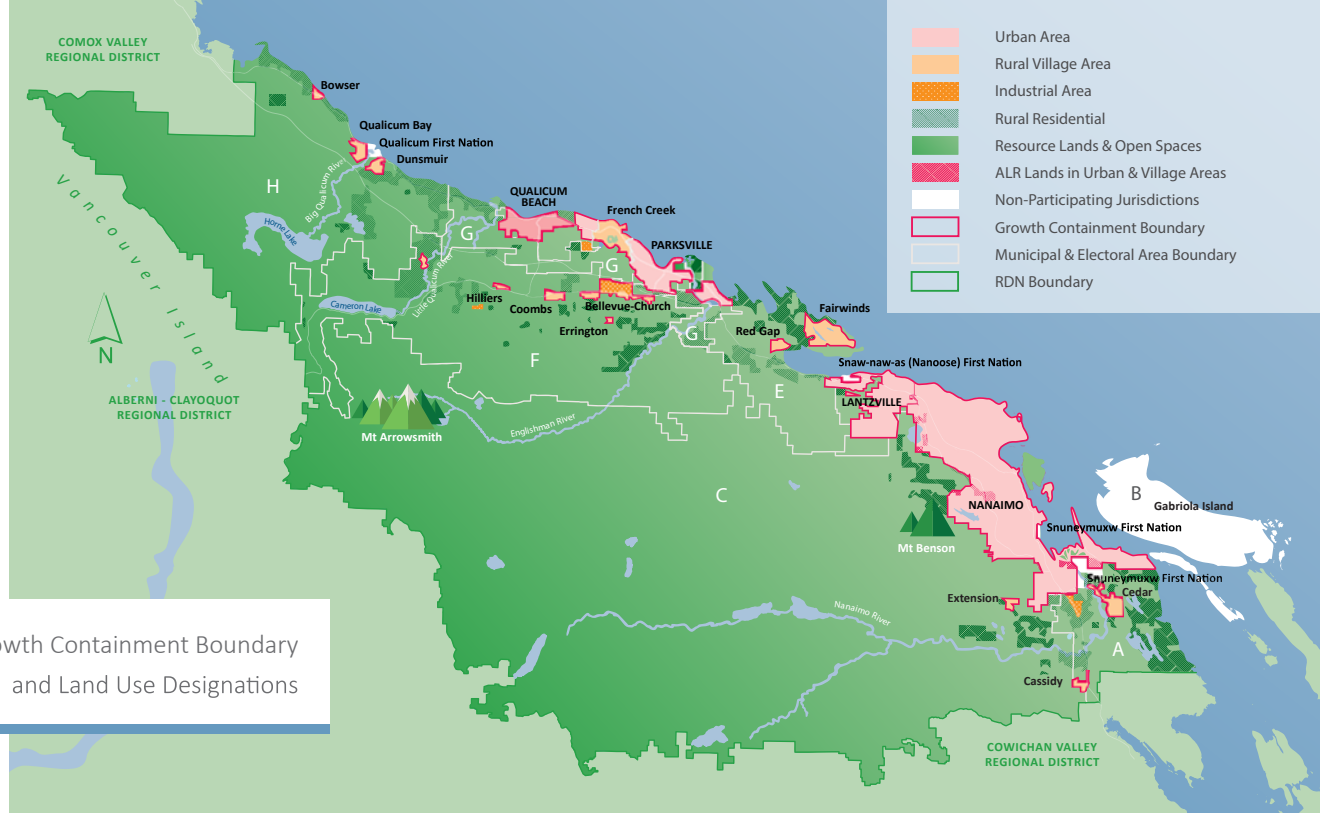 COMOX VALLEY
REGIONAL DISTRICT
Urban Area
Rural Village Area
Industrial Area
Rural Residential
Resource Lands & Open Spaces
ALR Lands in Urban & Village Areas
Non-Participating Jurisdictions
Growth Containment Boundary
Municipal & Electoral Area Boundary
RDN Boundary
Bowser
Qualicum Bay
Qualicum First Nation
Dunsmuir
H
Big Qualicum River
Horne Lake
Vancouver Island
QUALICUM
BEACH
French Creek
G
PARKSVILLE
G
Little Qualicum River
Cameron Lake
Hilliers
Coombs
Bellevue-Church
Errington
G
Red Gap
Fairwinds
N
F
E
Snaw-naw-as (Nanoose) First Nation
LANTZVILLE
ALBERNI - CLAYOQUOT
REGIONAL DISTRICT
Mt Arrowsmith
Englishman River
C
NANAIMO
B
Gabriola Island
Snuneymuxw First Nation
Mt Benson
Snuneymuxw First Nation
Cedar
Extension
Nanaimo River
A
Cassidy
wth Containment Boundary
and Land Use Designations
COWICHAN VALLEY
REGIONAL DISTRICT